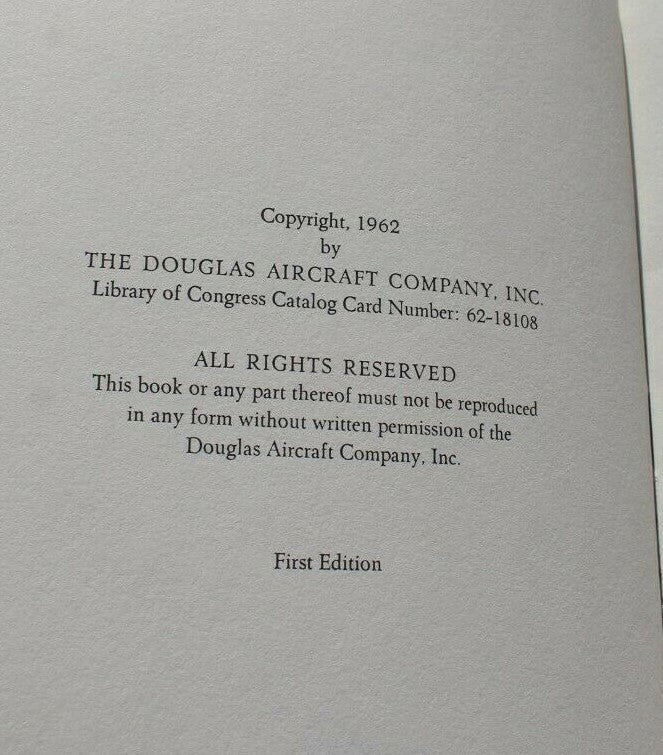 Copyright, 1962
by
THE DOUGLAS AIRCRAFT COMPANY, INC.
Library of Congress Catalog Card Number: 62-18108
ALL RIGHTS RESERVED
This book or any part thereof must not be reproduced
in any form without written permission of the
Douglas Aircraft Company, Inc.
First Edition